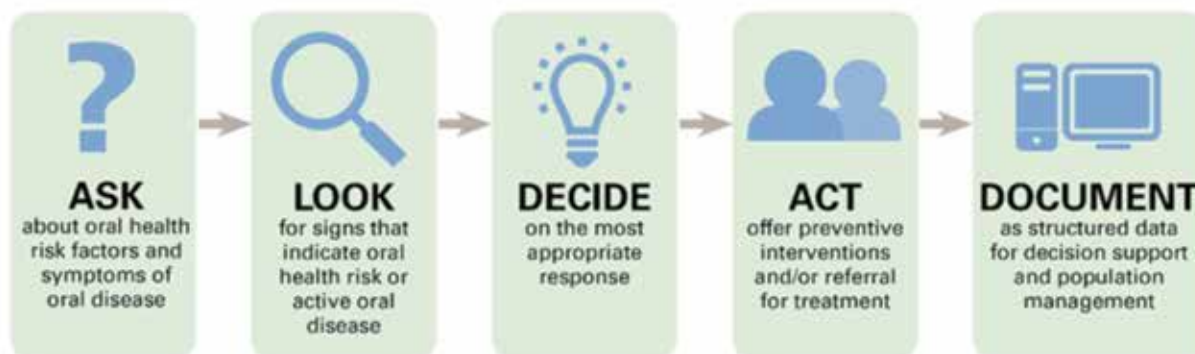 ?
ASK
about oral health
risk factors and
symptoms of
oral disease
LOOK
for signs that
indicate oral
health risk or
active oral
disease
DECIDE
on the most
appropriate
response
ACT
offer preventive
interventions
and/or referral
for treatment
DOCUMENT
as structured data
for decision support
and population
management